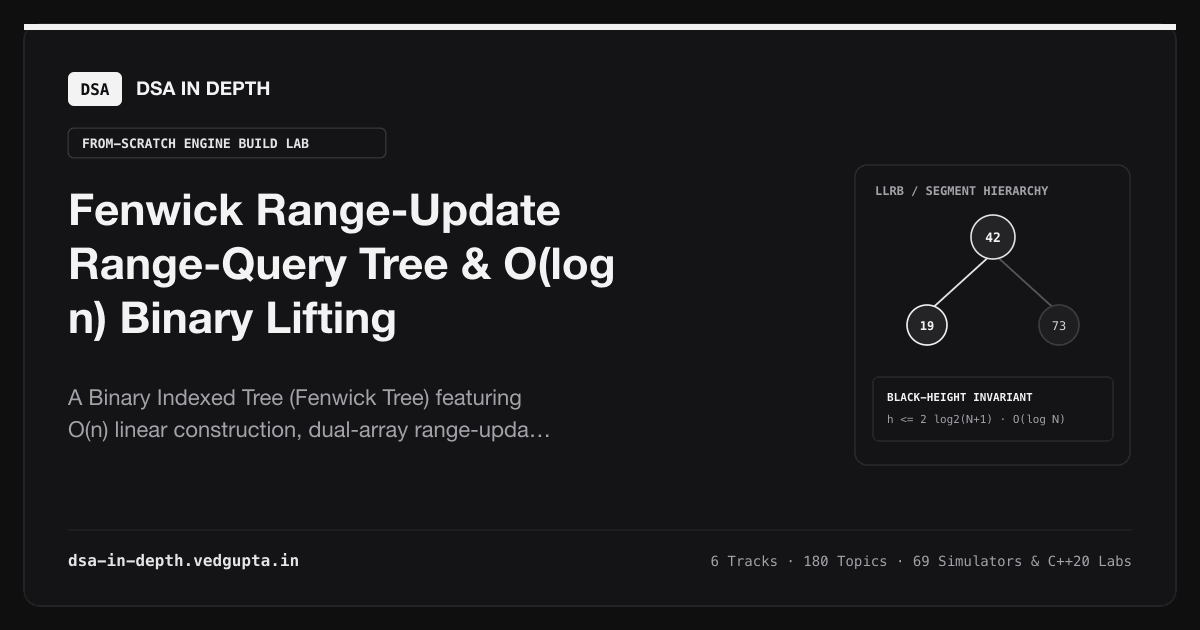 DSA
DSA IN DEPTH
FROM-SCRATCH ENGINE BUILD LAB
Fenwick Range-Update
Range-Query Tree & O(log
n) Binary Lifting
A Binary Indexed Tree (Fenwick Tree) featuring
O(n) linear construction, dual-array range-upda…
LLRB / SEGMENT HIERARCHY
42
19
73
BLACK-HEIGHT INVARIANT
h <= 2 log2(N+1) · O(log N)
dsa-in-depth.vedgupta.in
6 Tracks · 180 Topics · 69 Simulators & C++20 Labs